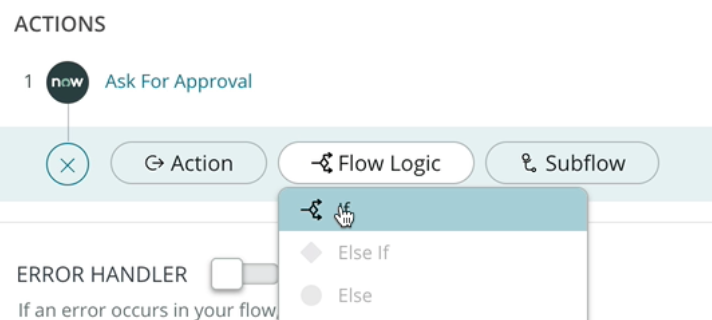 ACTIONS
1 now Ask For Approval
Action Flow Logic Subflow
If
Else If
ERROR HANDLER
Else
If an error occurs in your flow,